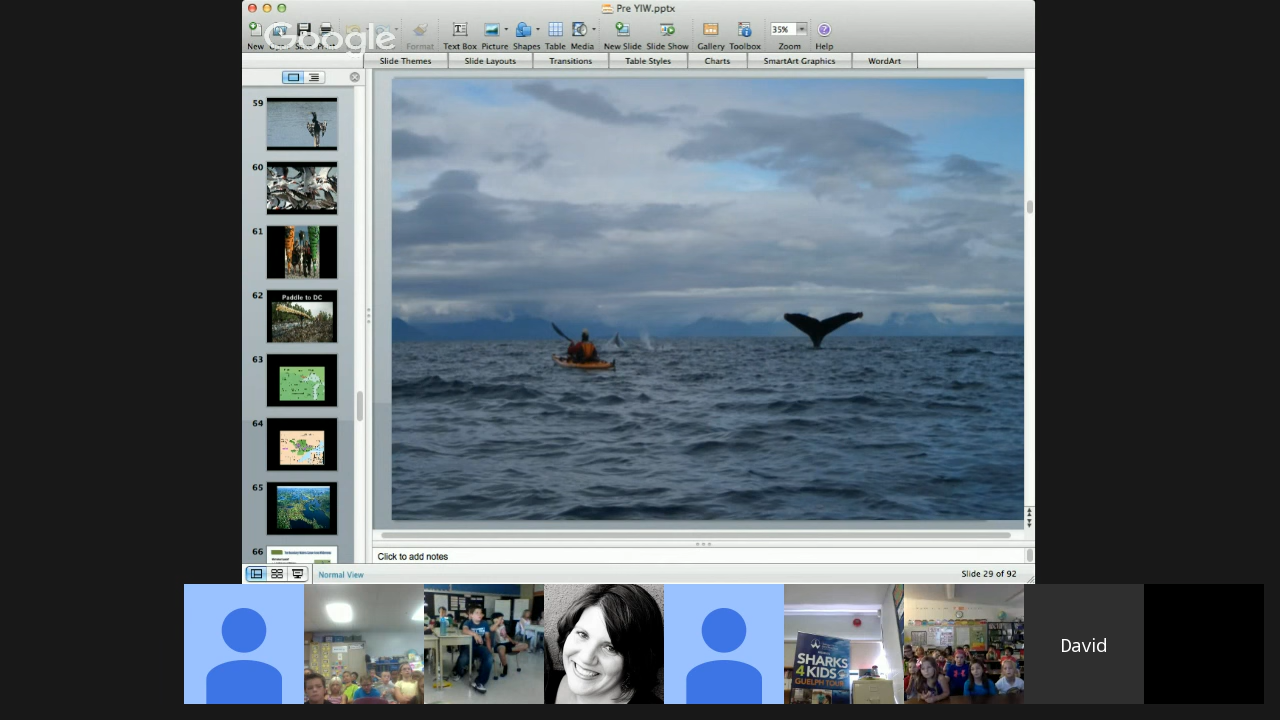 Pre YIW.pptx
Google
New
Format
Text Box
Picture
Shapes
Table
Media
New Slide
Slide Show
Gallery
Toolbox
35%
Zoom
Help
Slide Themes
Slide Layouts
Transitions
Table Styles
Charts
SmartArt Graphics
WordArt
59
60
61
62
Paddle to DC
63
64
65
66
Click to add notes
Normal View
Slide 29 of 92
SHARKS
4 KIDS
GUELPH TOUR
David